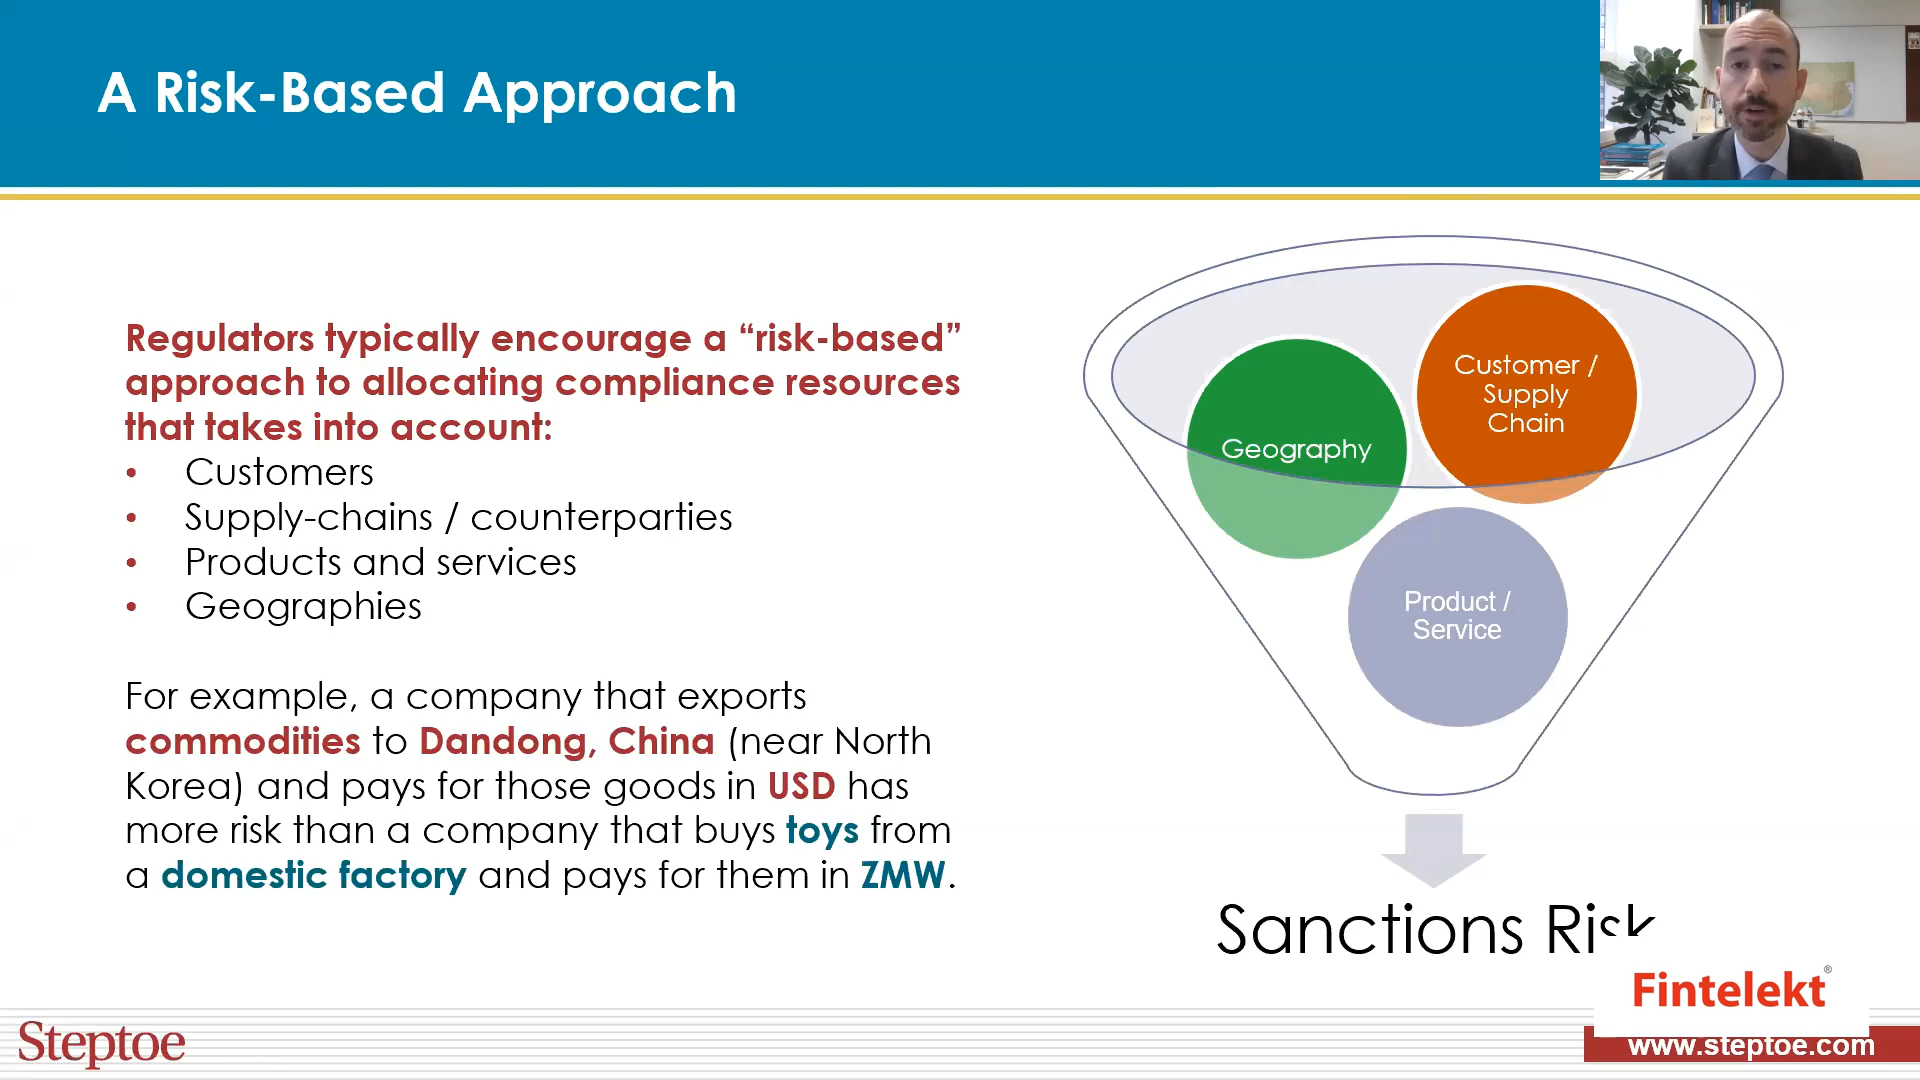 A Risk-Based Approach
Regulators typically encourage a “risk-based”
approach to allocating compliance resources
that takes into account:
• Customers
• Supply-chains / counterparties
• Products and services
• Geographies
For example, a company that exports
commodities to Dandong, China (near North
Korea) and pays for those goods in USD has
more risk than a company that buys toys from
a domestic factory and pays for them in ZMW.
Geography
Customer /
Supply
Chain
Product /
Service
Sanctions Risk
Fintelekt®
Steptoe
www.steptoe.com